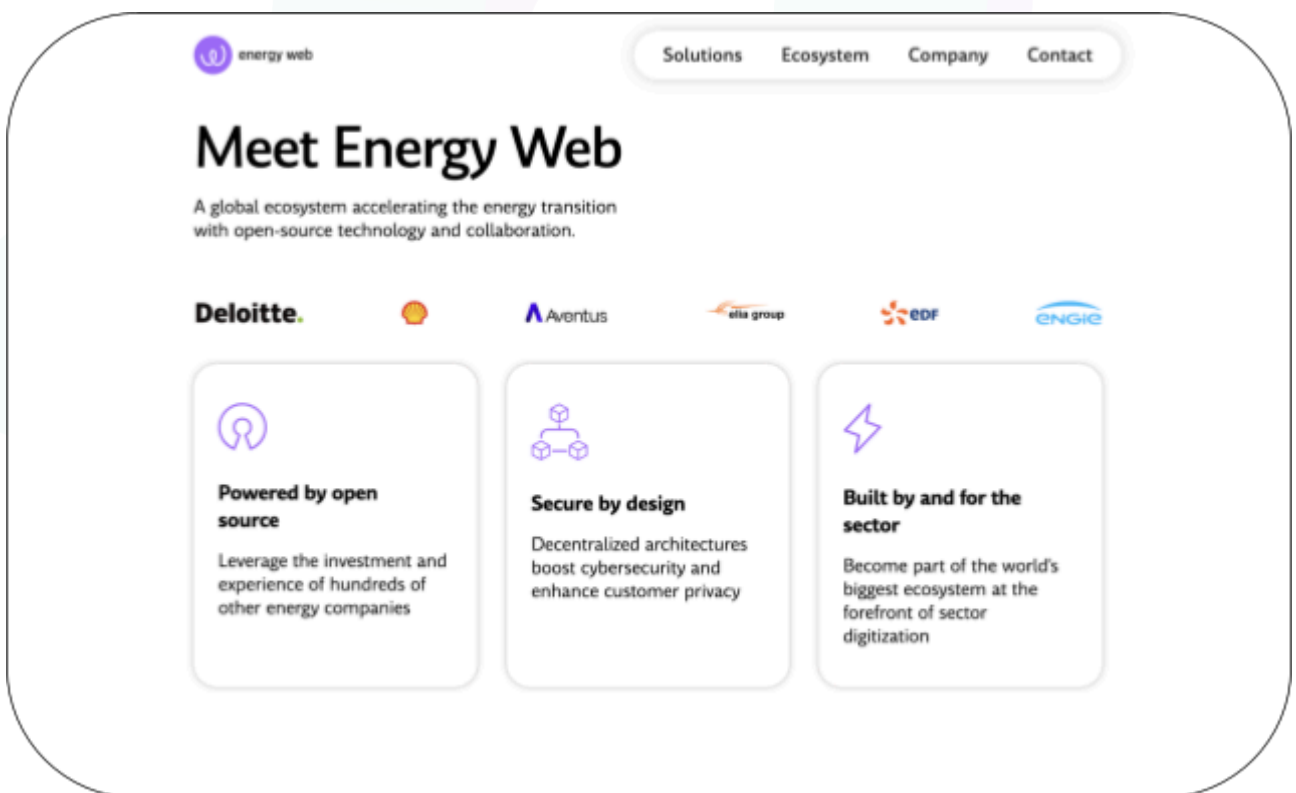 energy web
Solutions Ecosystem Company Contact
Meet Energy Web
A global ecosystem accelerating the energy transition
with open-source technology and collaboration.
Deloitte. Aventus elia group eDF enGie
Powered by open
source
Leverage the investment and
experience of hundreds of
other energy companies
Secure by design
Decentralized architectures
boost cybersecurity and
enhance customer privacy
Built by and for the
sector
Become part of the world's
biggest ecosystem at the
forefront of sector
digitization